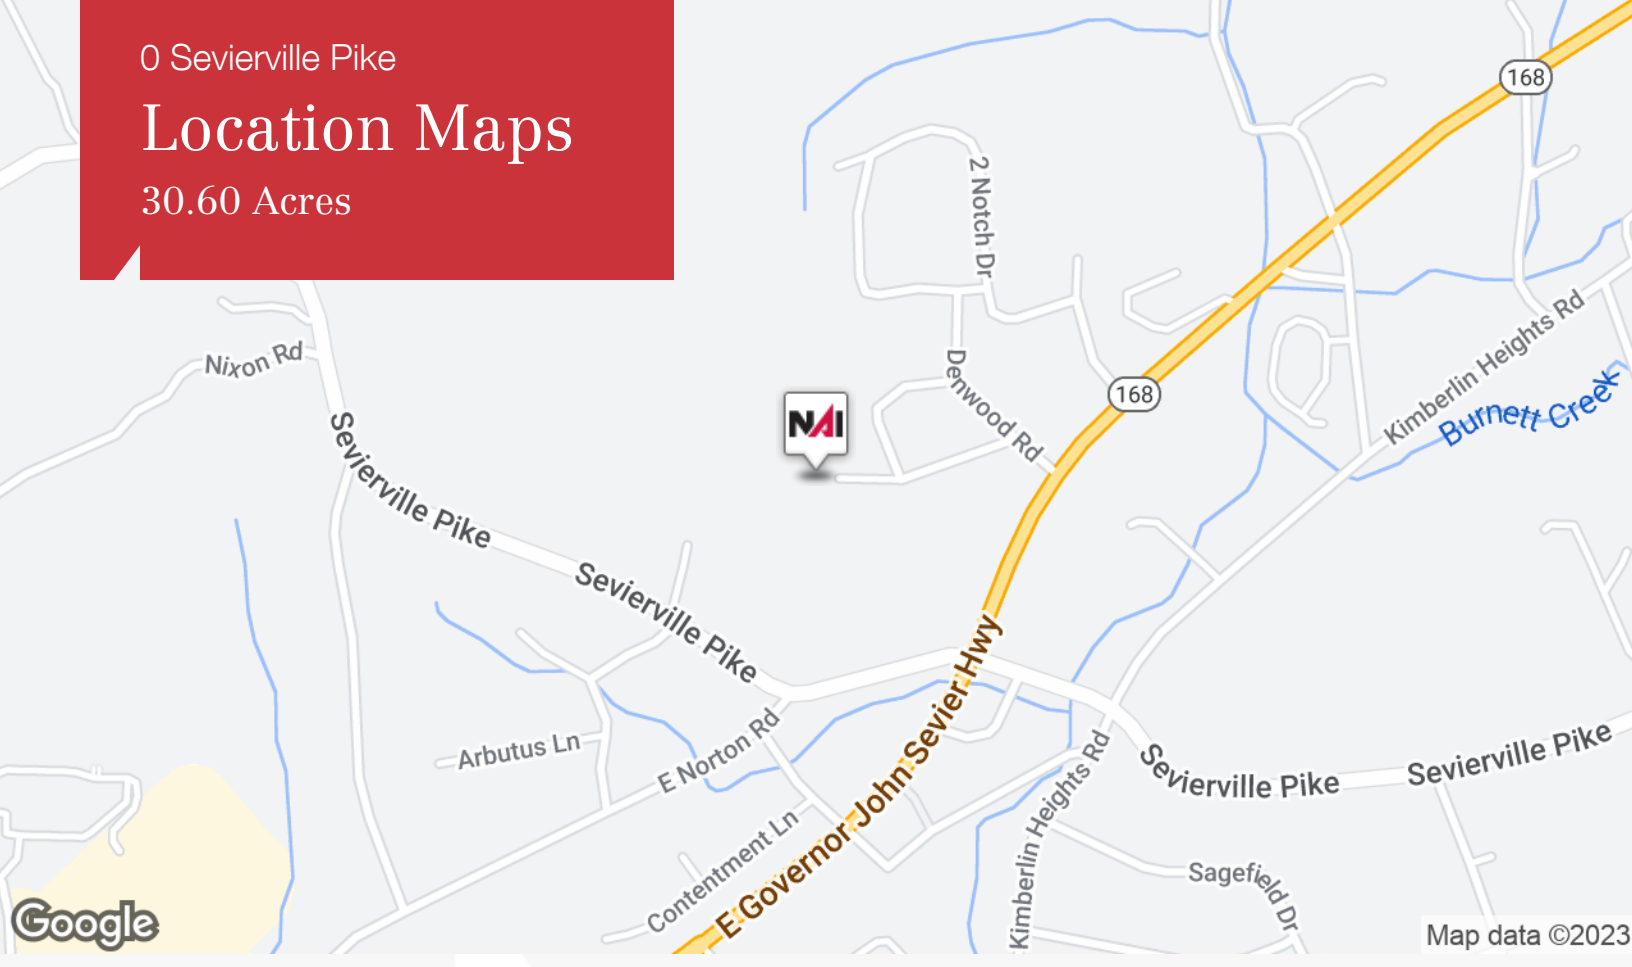 0 Sevierville Pike
Location Maps
30.60 Acres
168
2 Notch Dr
Kimberlin Heights Rd
Nixon Rd
Denwood Rd
168
Burnett Creek
NAI
Sevierville Pike
Sevierville Pike
E Governor John Sevier Hwy
Arbutus Ln
E Norton Rd
Sevierville Pike
Sevierville Pike
Contentment Ln
Kimberlin Heights Rd
Sagefield Dr
Google
Map data ©2023